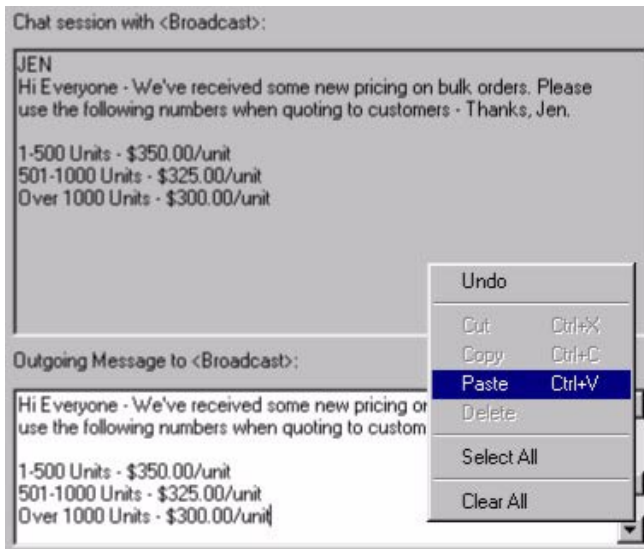 Chat session with <Broadcast>:
JEN
Hi Everyone - We've received some new pricing on bulk orders. Please
use the following numbers when quoting to customers - Thanks, Jen.
1-500 Units - $350.00/unit
501-1000 Units - $325.00/unit
Over 1000 Units - $300.00/unit
Outgoing Message to <Broadcast>:
Hi Everyone - We've received some new pricing
use the following numbers when quoting to
1-500 Units - $350.00/unit
501-1000 Units - $325.00/unit
Over 1000 Units - $300.00/unit
Undo
Cut Ctrl+X
Copy Ctrl+C
Paste Ctrl+V
Delete
Select All
Clear All